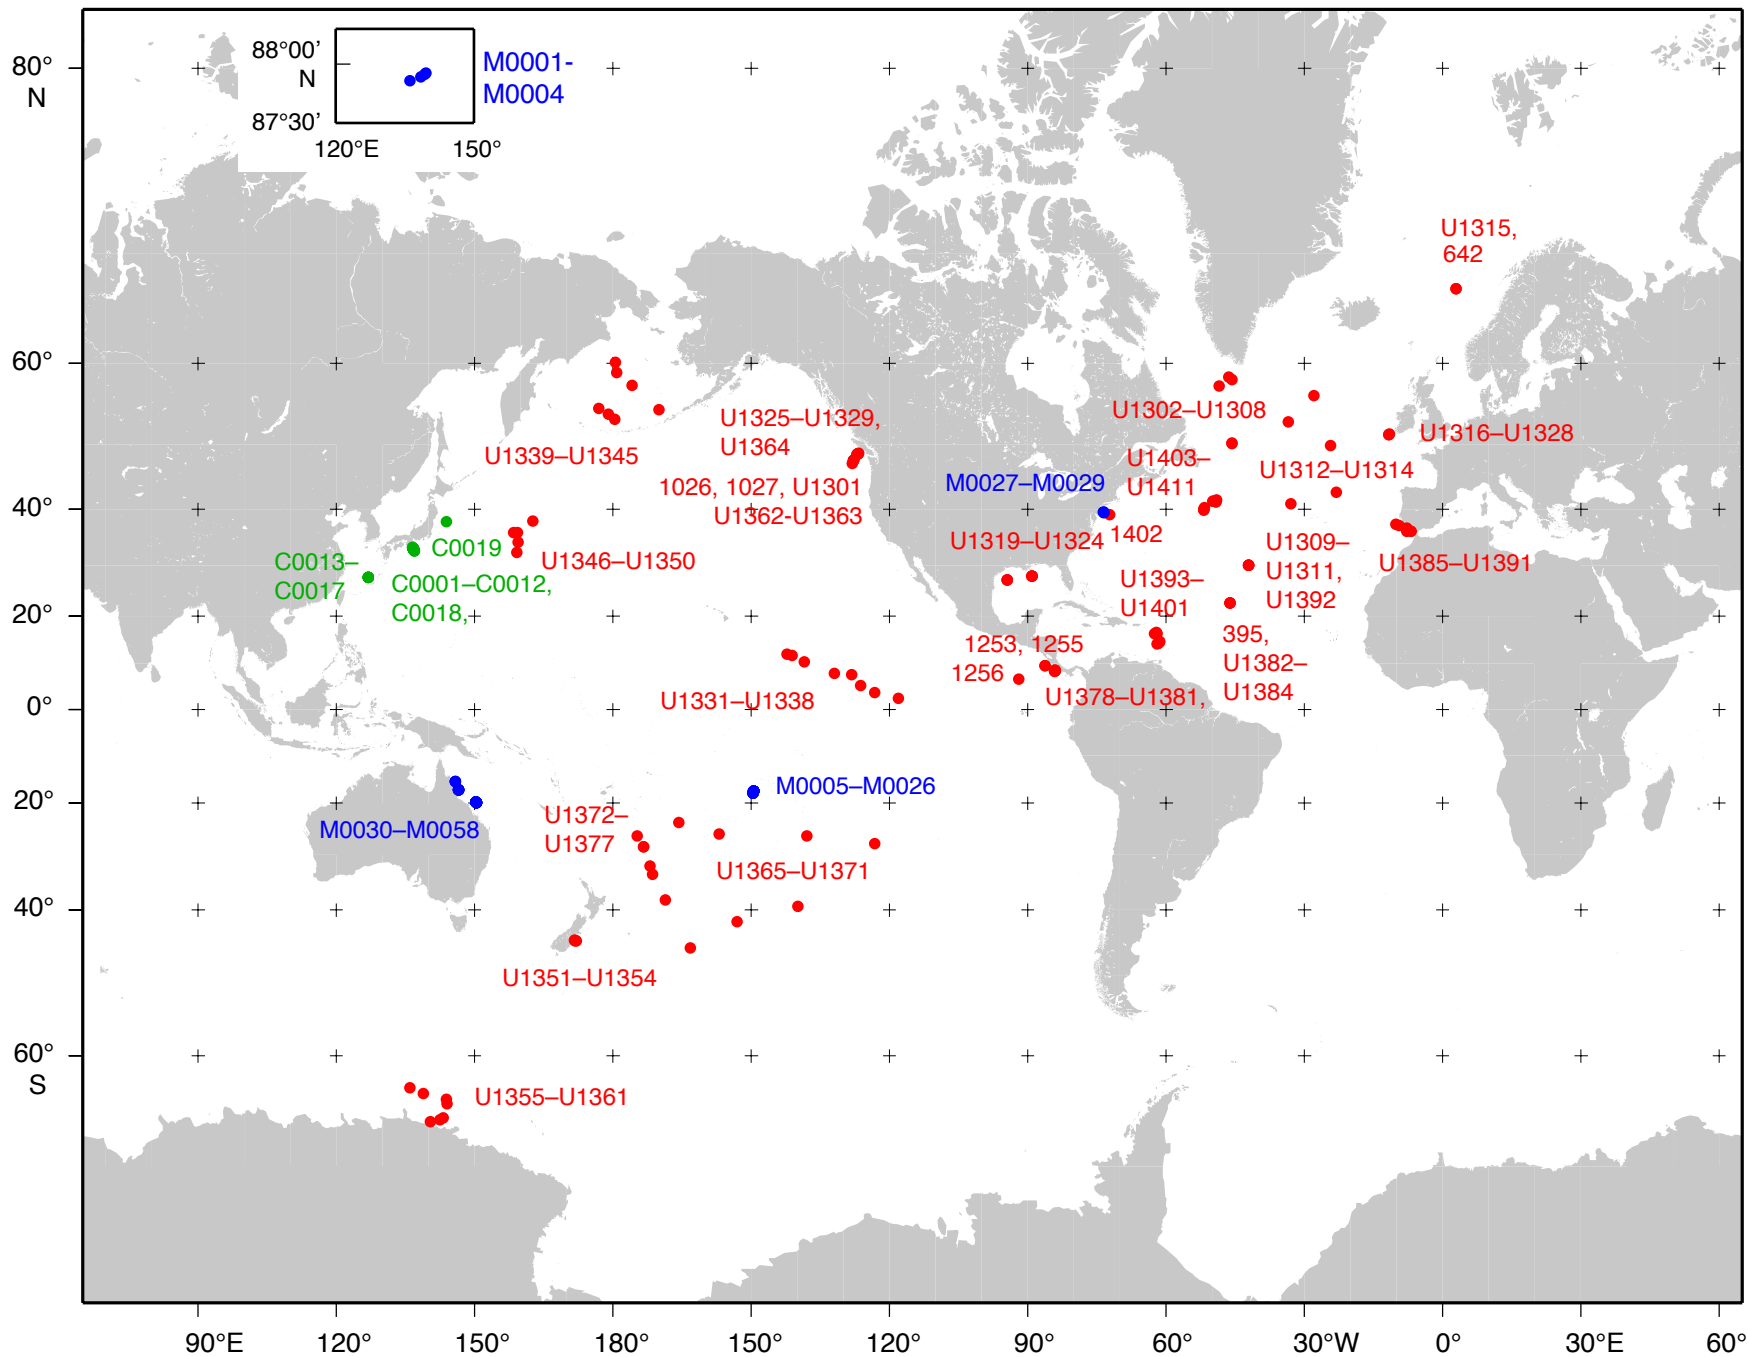 88°00’
N
87°30’
120°E
150°
M0001-
M0004
80°
N
U1315,
642
60°
U1325–U1329,
U1364
U1302–U1308
U1316–U1328
U1339–U1345
U1403–
U1411
U1312–U1314
M0027–M0029
1026, 1027, U1301
U1362-U1363
40°
C0019
U1319–U1324
1402
U1309–
U1311,
U1392
U1385–U1391
C0013–
C0017
U1346–U1350
C0001–C0012,
C0018,
U1393–
U1401
20°
1253, 1255
1256
395,
U1382–
U1384
U1331–U1338
U1378–U1381,
0°
M0005–M0026
20°
U1372–
U1377
M0030–M0058
U1365–U1371
40°
U1351–U1354
60°
S
U1355–U1361
90°E
120°
150°
180°
150°
120°
90°
60°
30°W
0°
30°E
60°